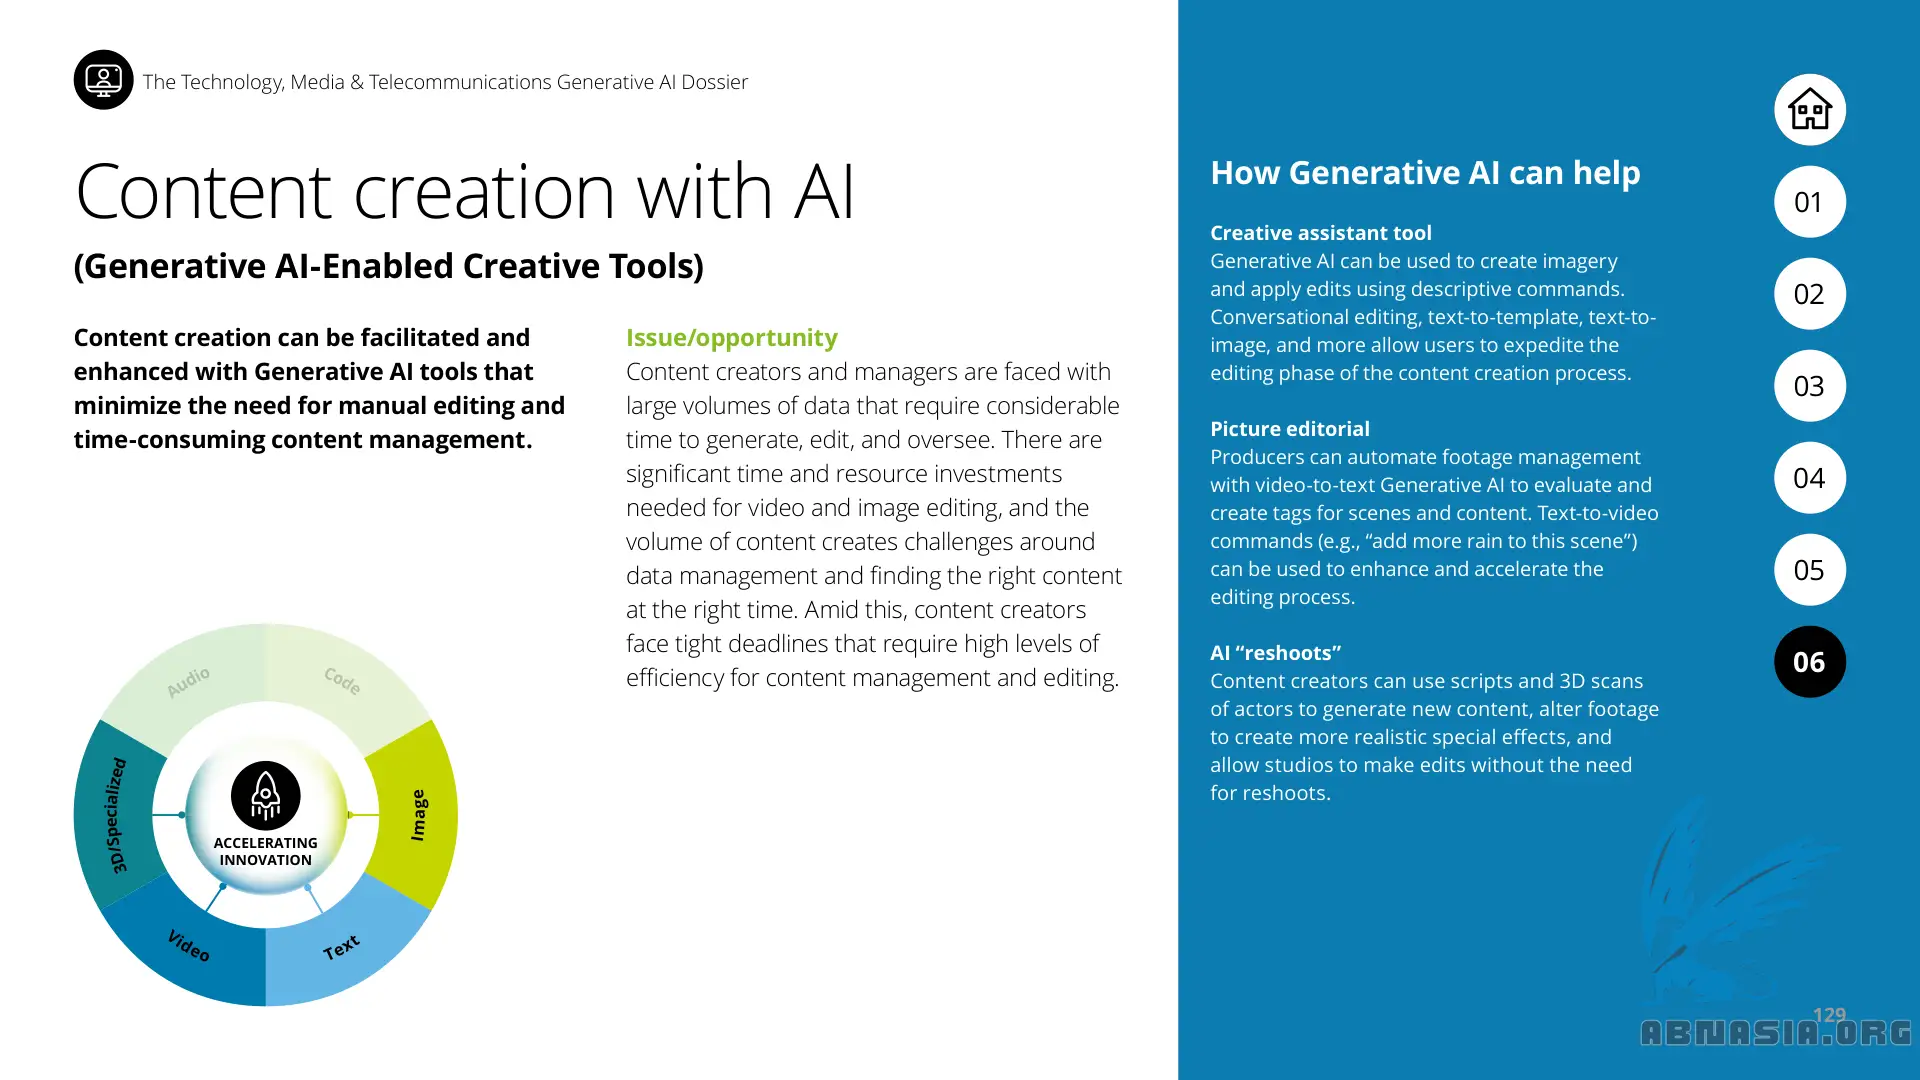 The Technology, Media & Telecommunications Generative AI Dossier
Content creation with AI
(Generative AI-Enabled Creative Tools)
Content creation can be facilitated and
enhanced with Generative AI tools that
minimize the need for manual editing and
time-consuming content management.
Issue/opportunity
Content creators and managers are faced with
large volumes of data that require considerable
time to generate, edit, and oversee. There are
significant time and resource investments
needed for video and image editing, and the
volume of content creates challenges around
data management and finding the right content
at the right time. Amid this, content creators
face tight deadlines that require high levels of
efficiency for content management and editing.
Audio
Code
3D/Specialized
Image
ACCELERATING
INNOVATION
Video
Text
How Generative AI can help
Creative assistant tool
Generative AI can be used to create imagery
and apply edits using descriptive commands.
Conversational editing, text-to-template, text-to-
image, and more allow users to expedite the
editing phase of the content creation process.
Picture editorial
Producers can automate footage management
with video-to-text Generative AI to evaluate and
create tags for scenes and content. Text-to-video
commands (e.g., “add more rain to this scene”)
can be used to enhance and accelerate the
editing process.
AI “reshoots”
Content creators can use scripts and 3D scans
of actors to generate new content, alter footage
to create more realistic special effects, and
allow studios to make edits without the need
for reshoots.
01
02
03
04
05
06
129
ABNASIA.ORG